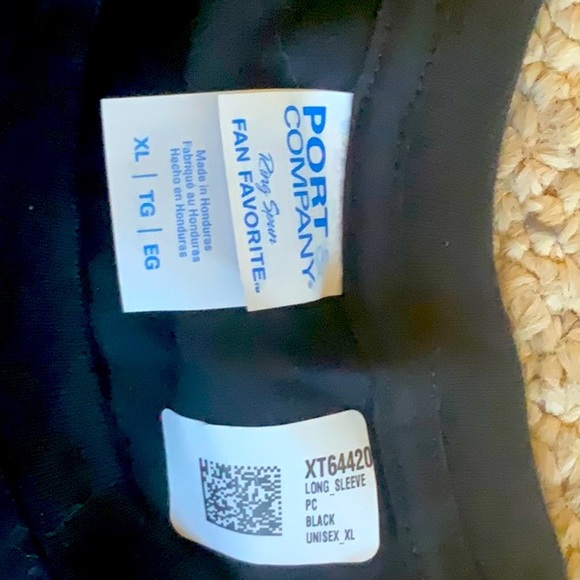 PORT &
COMPANY®
Ring Spun
FAN FAVORITE™
Made in Honduras
Fabriqué au Honduras
Hecho en Honduras
XL | TG | EG
XT64420
LONG_SLEEVE
PC
BLACK
UNISEX_XL